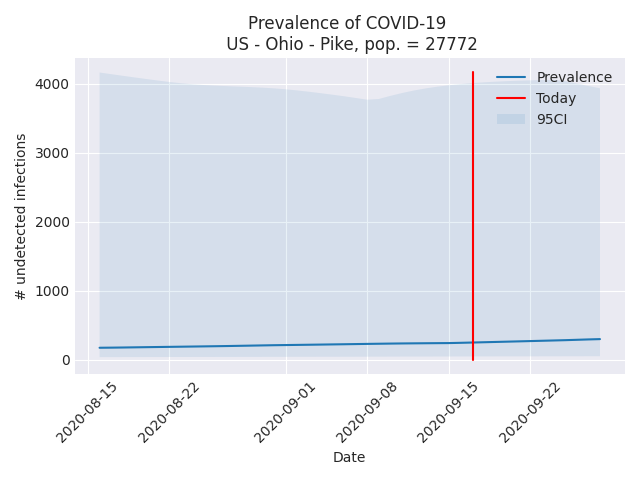 Prevalence of COVID-19
US - Ohio - Pike, pop. = 27772
Prevalence
Today
95CI
# undetected infections
4000
3000
2000
1000
0
2020-08-15
2020-08-22
2020-09-01
2020-09-08
2020-09-15
2020-09-22
Date